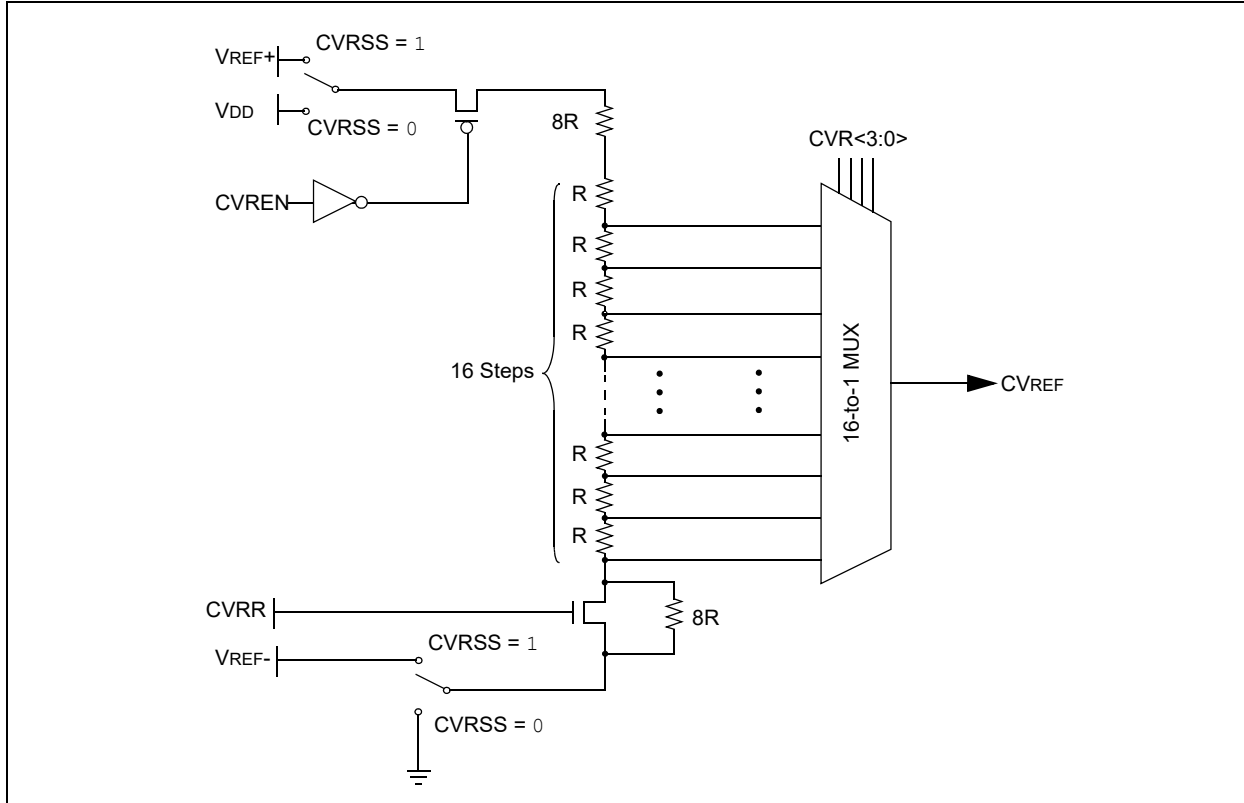 VREF+
CVRSS = 1
VDD
CVRSS = 0
8R
CVR<3:0>
CVREN
R
R
R
R
16 Steps
16-to-1 MUX
CVREF
R
R
R
CVRR
8R
VREF-
CVRSS = 1
CVRSS = 0